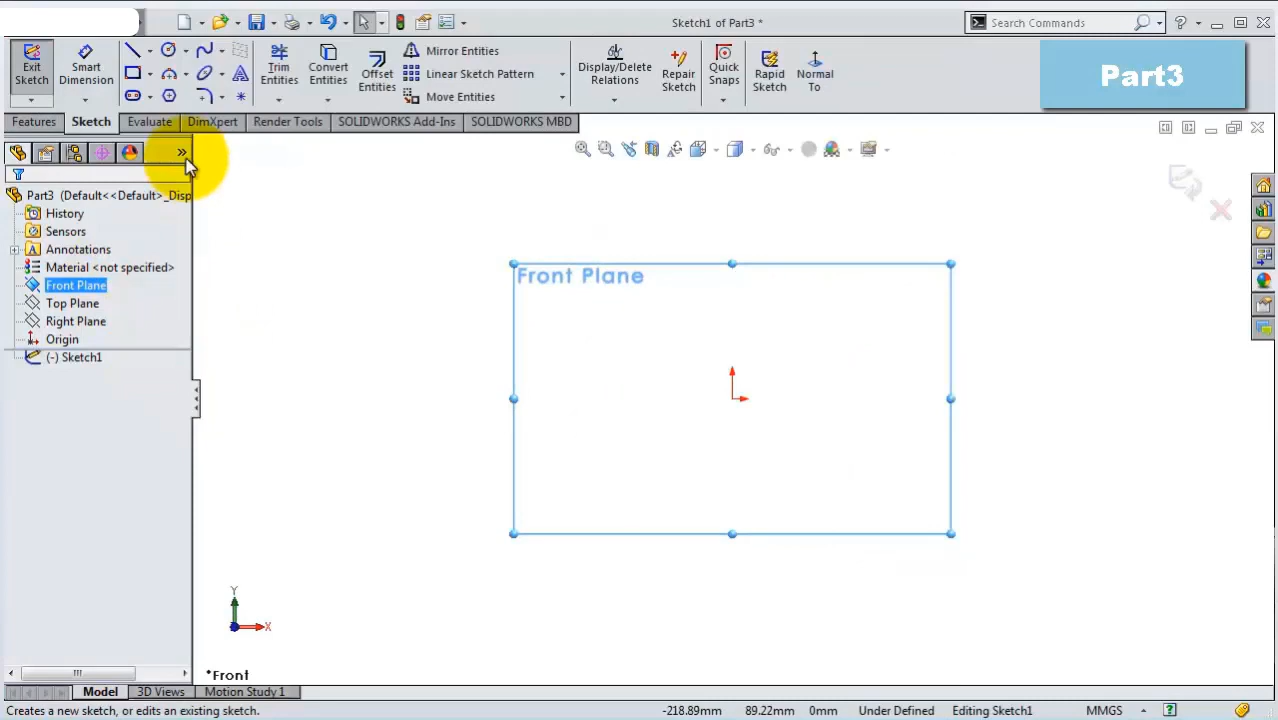 Sketch1 of Part3 *
Search Commands
Exit
Sketch
Smart
Dimension
Trim
Entities
Convert
Entities
Offset
Entities
Mirror Entities
Linear Sketch Pattern
Move Entities
Display/Delete
Relations
Repair
Sketch
Quick
Snaps
Rapid
Sketch
Normal
To
Part3
Features
Sketch
Evaluate
DimXpert
Render Tools
SOLIDWORKS Add-Ins
SOLIDWORKS MBD
Part3 (Default<<Default>_Disp
History
Sensors
Annotations
Material <not specified>
Front Plane
Top Plane
Right Plane
Origin
(-) Sketch1
Front Plane
Y
X
*Front
Model
3D Views
Motion Study 1
Creates a new sketch, or edits an existing sketch.
-218.89mm
89.22mm
0mm
Under Defined
Editing Sketch1
MMGS